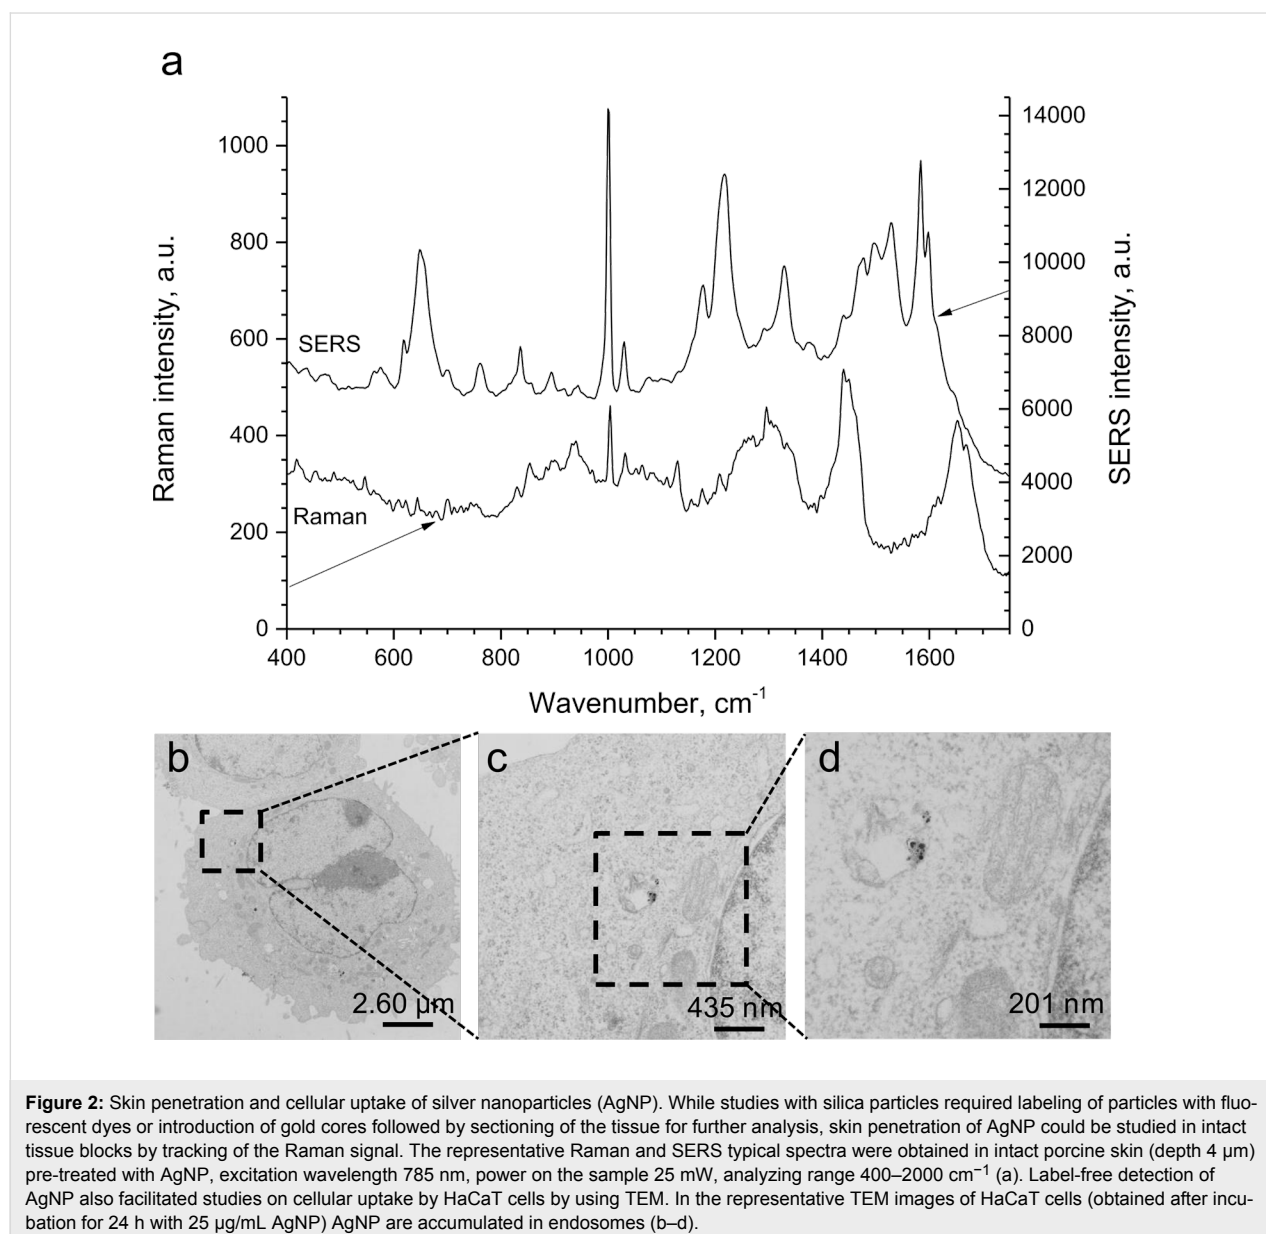 a
1000
800
600
400
200
0
Raman intensity, a.u.
14000
12000
10000
8000
6000
4000
2000
0
SERS intensity, a.u.
SERS
Raman
400 600 800 1000 1200 1400 1600
Wavenumber, cm⁻¹
b
2.60 µm
c
435 nm
d
201 nm
Figure 2: Skin penetration and cellular uptake of silver nanoparticles (AgNP). While studies with silica particles required labeling of particles with fluo-
rescent dyes or introduction of gold cores followed by sectioning of the tissue for further analysis, skin penetration of AgNP could be studied in intact
tissue blocks by tracking of the Raman signal. The representative Raman and SERS typical spectra were obtained in intact porcine skin (depth 4 µm)
pre-treated with AgNP, excitation wavelength 785 nm, power on the sample 25 mW, analyzing range 400–2000 cm⁻¹ (a). Label-free detection of
AgNP also facilitated studies on cellular uptake by HaCaT cells by using TEM. In the representative TEM images of HaCaT cells (obtained after incu-
bation for 24 h with 25 µg/mL AgNP) AgNP are accumulated in endosomes (b–d).